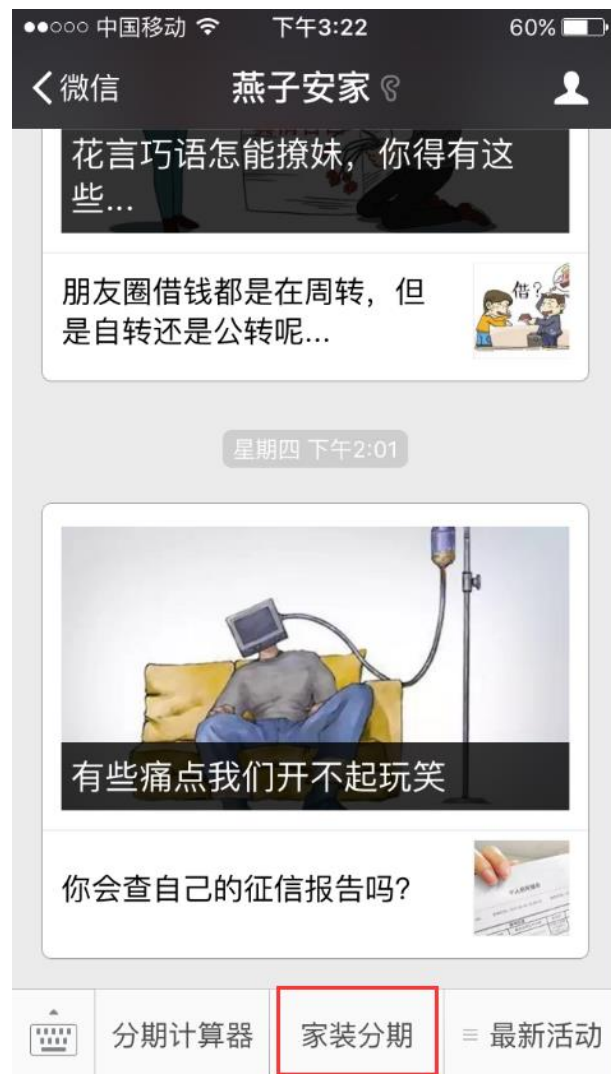 中国移动 下午3:22 60%
微信 燕子安家
花言巧语怎能撩妹，你得有这
些...
朋友圈借钱都是在周转，但
是自转还是公转呢...
借?
星期四 下午2:01
有些痛点我们开不起玩笑
你会查自己的征信报告吗?
分期计算器 家装分期 最新活动